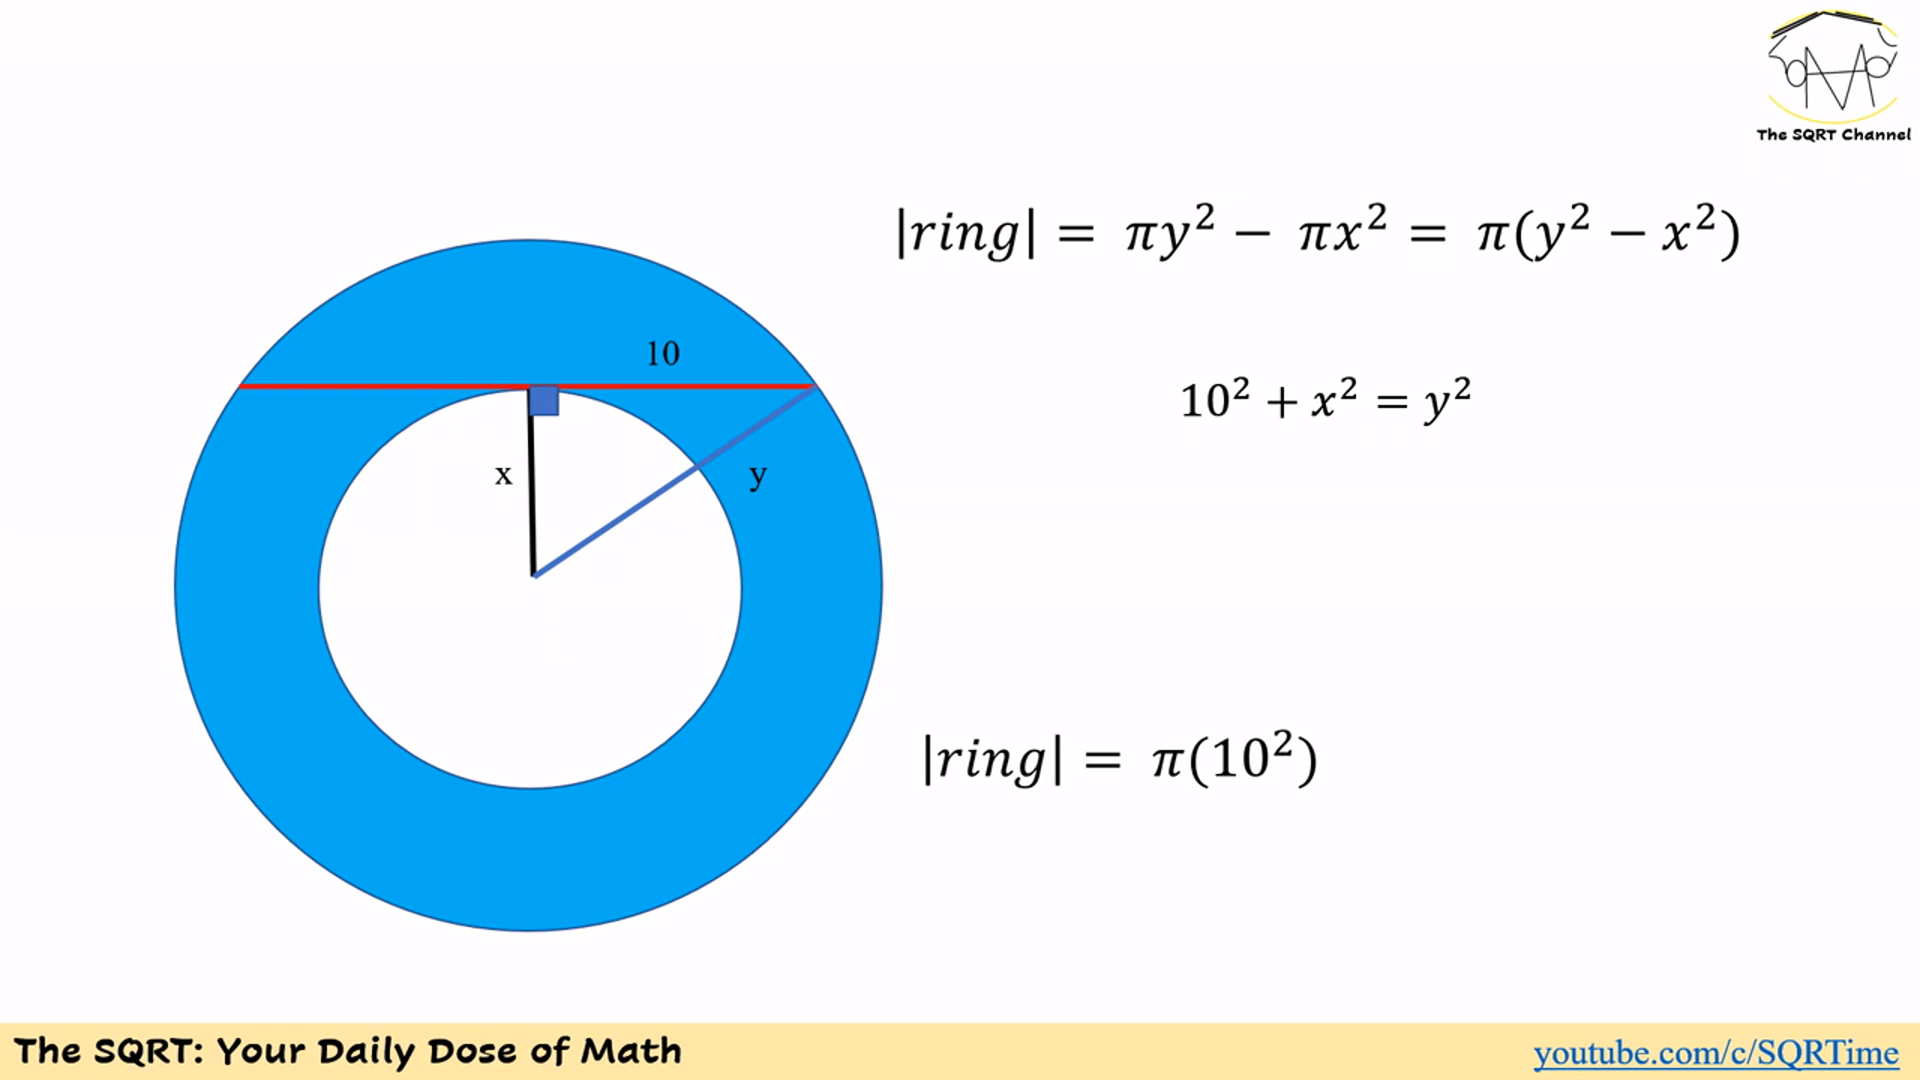 The SQRT Channel
|ring| = πy² − πx² = π(y² − x²)
10
10² + x² = y²
x
y
|ring| = π(10²)
The SQRT: Your Daily Dose of Math
youtube.com/c/SQRTime